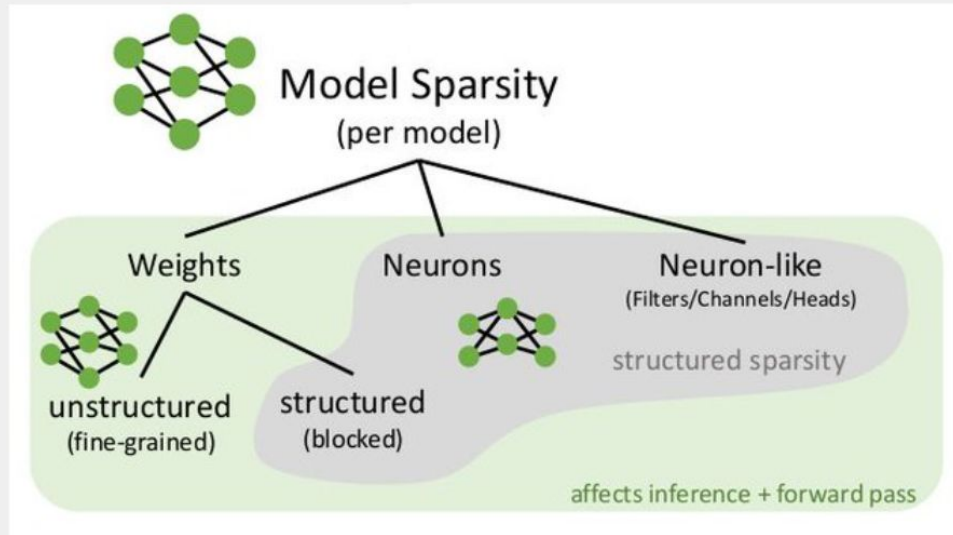 Model Sparsity
(per model)
Weights
Neurons
Neuron-like
(Filters/Channels/Heads)
structured sparsity
unstructured
(fine-grained)
structured
(blocked)
affects inference + forward pass